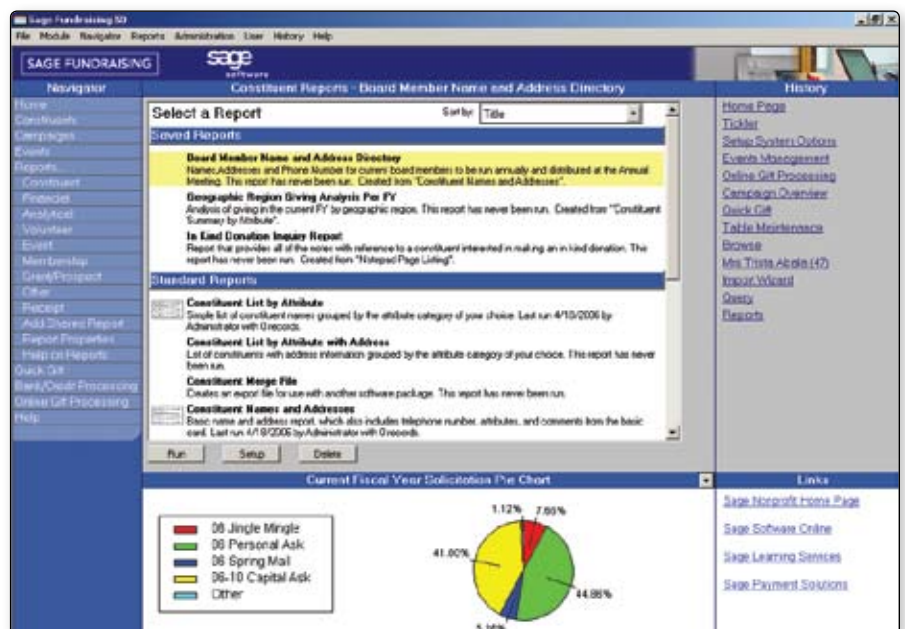 Sage Fundraising 50
File Module Navigator Reports Administration User History Help
SAGE FUNDRAISING
sage
software
Navigator
Home
Constituents
Campaigns
Events
Reports
Constituent
Financial
Analytical
Volunteer
Event
Membership
Grant/Prospect
Other
Receipt
Add Shared Report
Report Properties
Help on Reports
Quick Gift
Bank/Credit Processing
Online Gift Processing
Help
Constituent Reports - Board Member Name and Address Directory
Select a Report
Sort by: Title
Saved Reports
Board Member Name and Address Directory
Names, Addresses and Phone Number for current board members to be run annually and distributed at the Annual
Meeting. This report has never been run. Created from "Constituent Names and Addresses".
Geographic Region Giving Analysis Per FY
Analysis of giving in the current FY by geographic region. This report has never been run. Created from "Constituent
Summary by Attribute".
In Kind Donation Inquiry Report
Report that provides all of the notes with reference to a constituent interested in making an in kind donation. The
report has never been run. Created from "Notepad Page Listing".
Standard Reports
Constituent List by Attribute
Simple list of constituent names grouped by the attribute category of your choice. Last run 4/18/2006 by
Administrator with 0 records.
Constituent List by Attribute with Address
List of constituents with address information grouped by the attribute category of your choice. This report has never
been run.
Constituent Merge File
Creates an export file for use with another software package. This report has never been run.
Constituent Names and Addresses
Basic name and address report, which also includes telephone number, attributes, and comments from the basic
card. Last run 4/18/2006 by Administrator with 0 records.
Run Setup Delete
History
Home Page
Tickler
Setup System Options
Events Management
Online Gift Processing
Campaign Overview
Quick Gift
Table Maintenance
Browse
Mrs Trista Abala (47)
Import Wizard
Query
Reports
Current Fiscal Year Solicitation Pie Chart
06 Jingle Mingle
06 Personal Ask
06 Spring Mail
06-10 Capital Ask
Other
1.12%
7.66%
41.00%
44.86%
Links
Sage Nonprofit Home Page
Sage Software Online
Sage Learning Services
Sage Payment Solutions